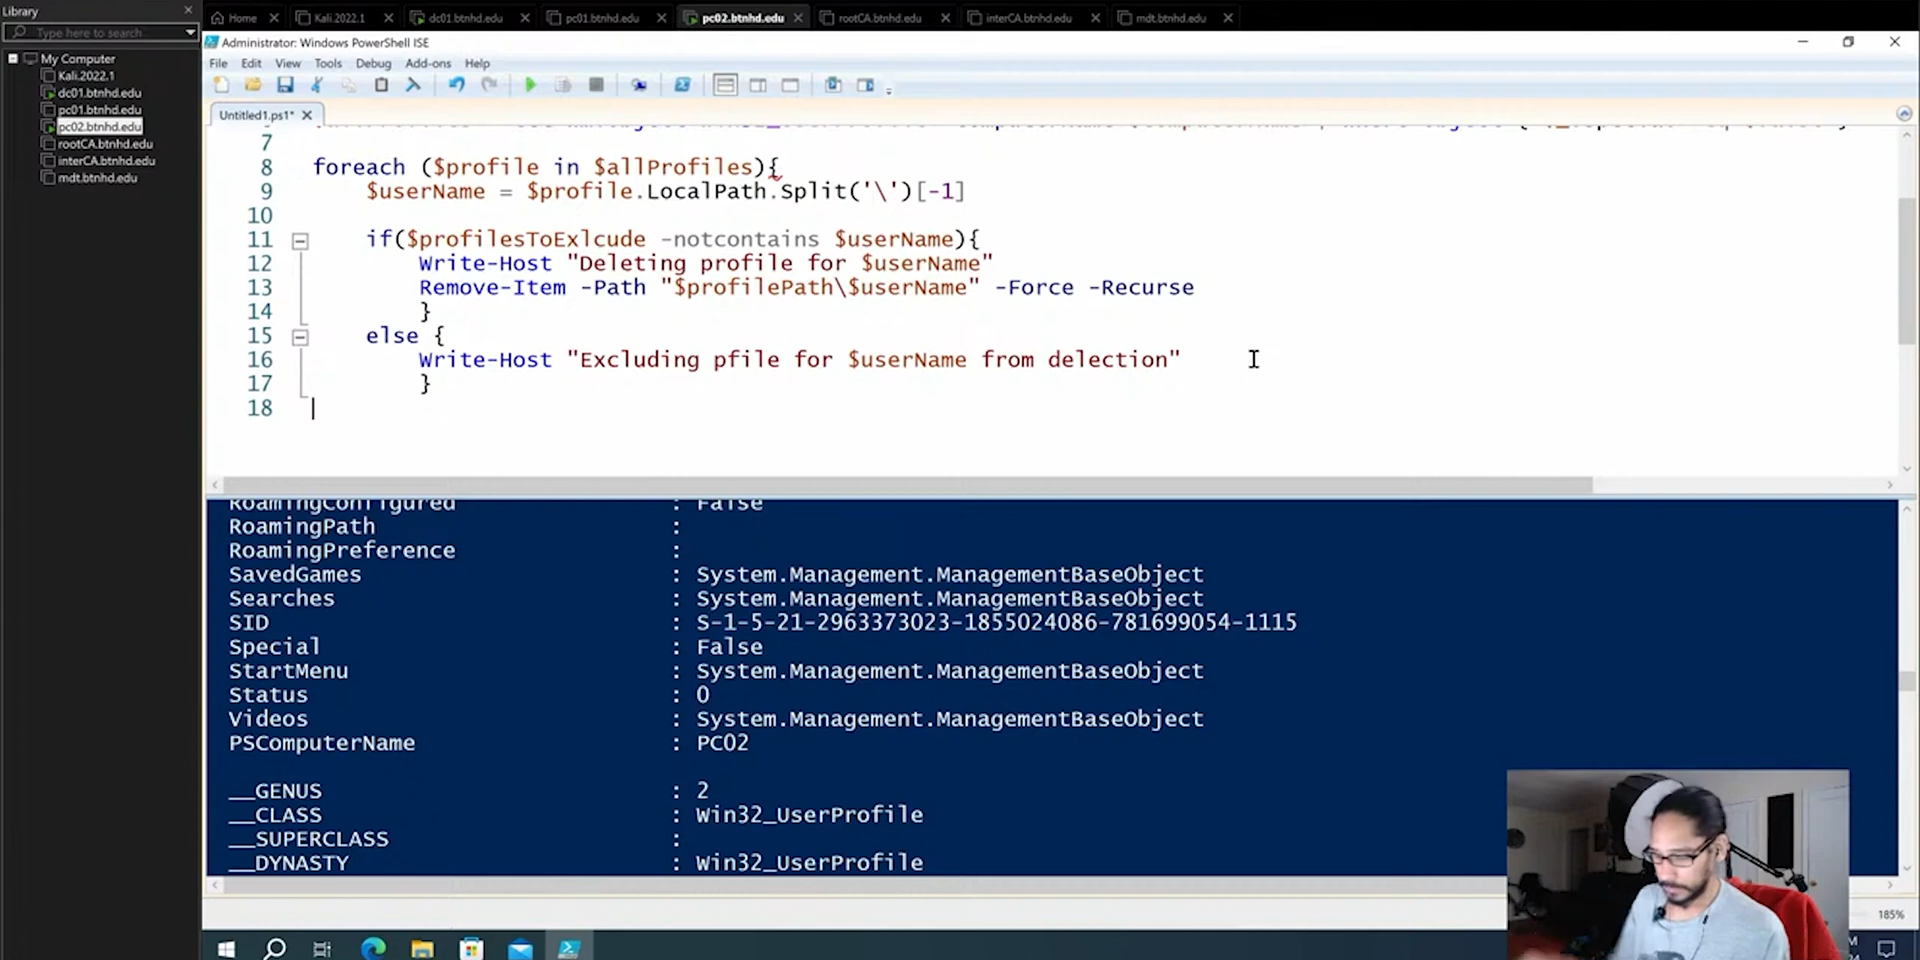 Library
Home
Kali.2022.1
dc01.btnhd.edu
pc01.btnhd.edu
pc02.btnhd.edu
rootCA.btnhd.edu
interCA.btnhd.edu
mdt.btnhd.edu
Type here to search
My Computer
Kali.2022.1
dc01.btnhd.edu
pc01.btnhd.edu
pc02.btnhd.edu
rootCA.btnhd.edu
interCA.btnhd.edu
mdt.btnhd.edu
Administrator: Windows PowerShell ISE
File Edit View Tools Debug Add-ons Help
Untitled1.ps1*
7
8 foreach ($profile in $allProfiles){
9 $userName = $profile.LocalPath.Split('\')[-1]
10
11 if($profilesToExlcude -notcontains $userName){
12 Write-Host "Deleting profile for $userName"
13 Remove-Item -Path "$profilePath\$userName" -Force -Recurse
14 }
15 else {
16 Write-Host "Excluding pfile for $userName from delection"
17 }
18
RoamingConfigured : False
RoamingPath :
RoamingPreference :
SavedGames : System.Management.ManagementBaseObject
Searches : System.Management.ManagementBaseObject
SID : S-1-5-21-2963373023-1855024086-781699054-1115
Special : False
StartMenu : System.Management.ManagementBaseObject
Status : 0
Videos : System.Management.ManagementBaseObject
PSComputerName : PC02
__GENUS : 2
__CLASS : Win32_UserProfile
__SUPERCLASS :
__DYNASTY : Win32_UserProfile
185%